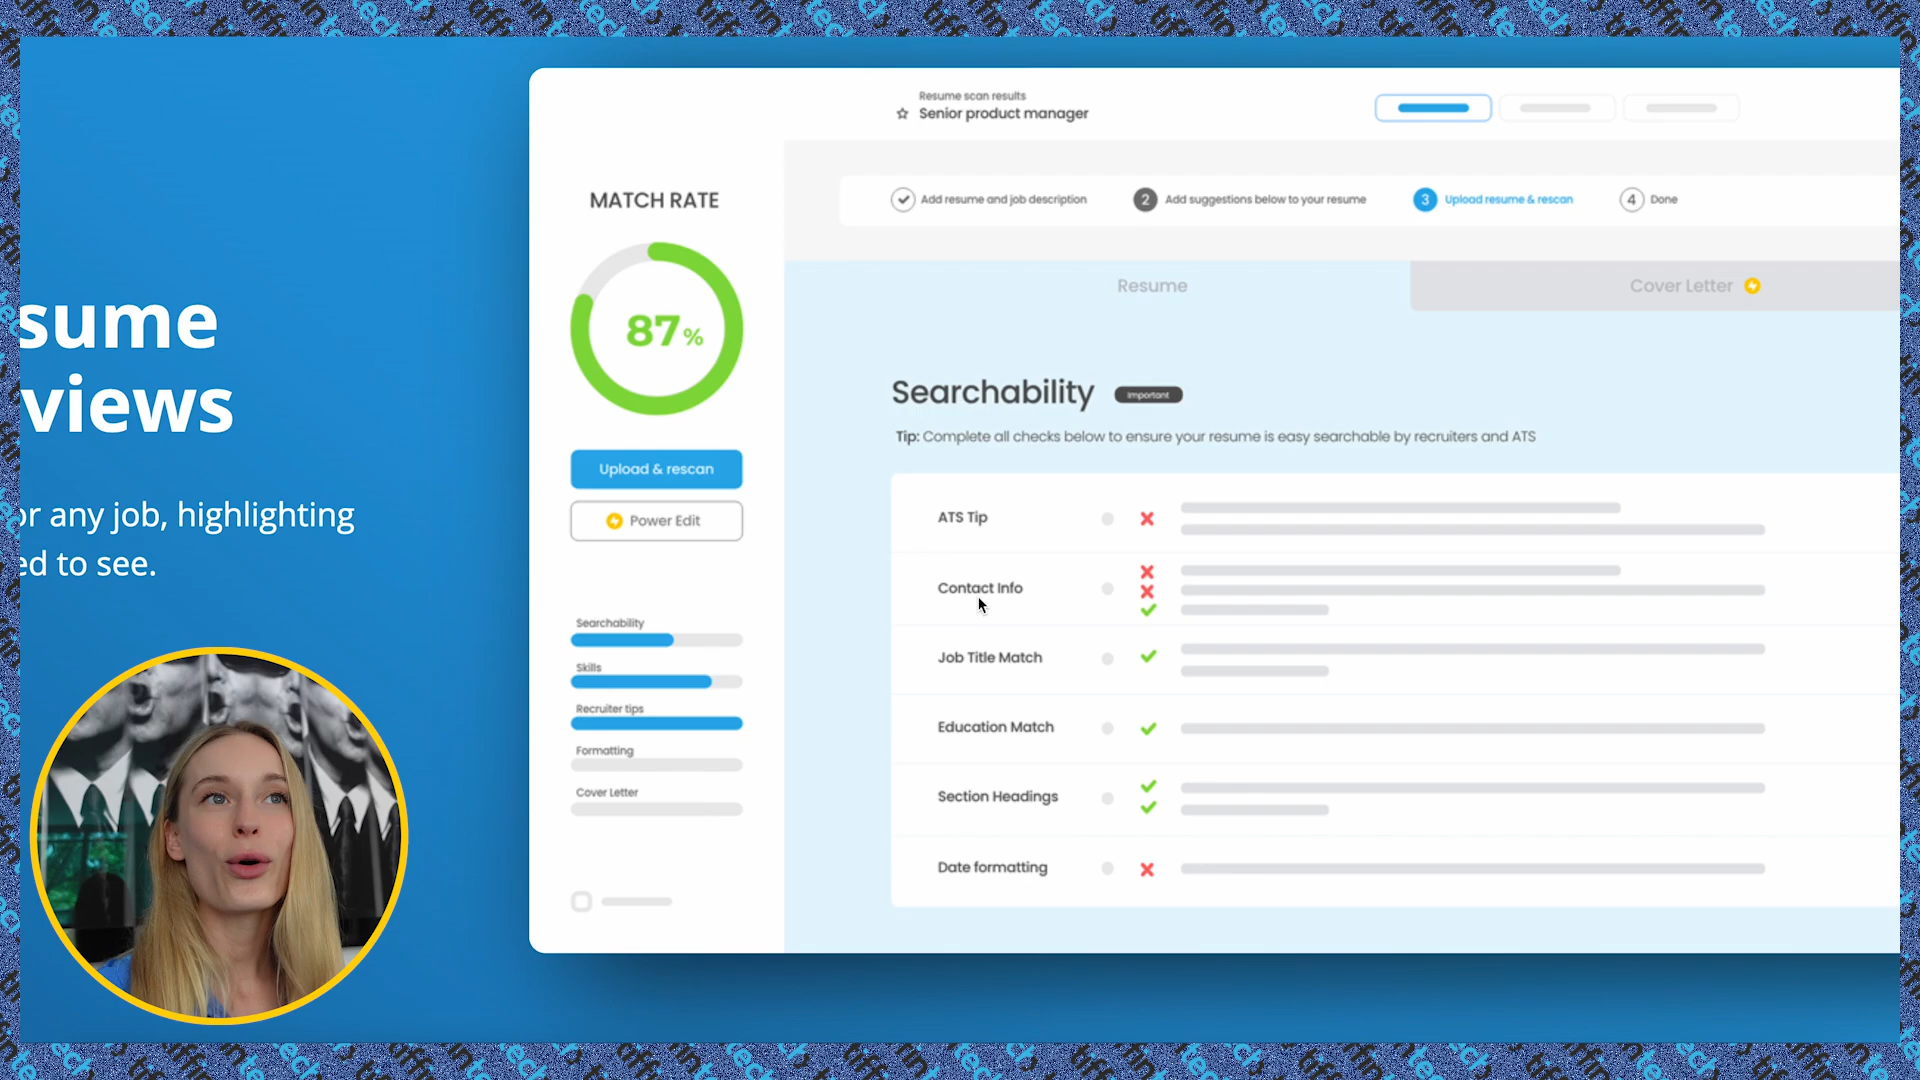 tiffin tech
sume
views
or any job, highlighting
ed to see.
Resume scan results
Senior product manager
MATCH RATE
87%
Upload & rescan
Power Edit
Searchability
Skills
Recruiter tips
Formatting
Cover Letter
Add resume and job description
2 Add suggestions below to your resume
3 Upload resume & rescan
4 Done
Resume
Cover Letter
Searchability
Important
Tip: Complete all checks below to ensure your resume is easy searchable by recruiters and ATS
ATS Tip
Contact Info
Job Title Match
Education Match
Section Headings
Date formatting